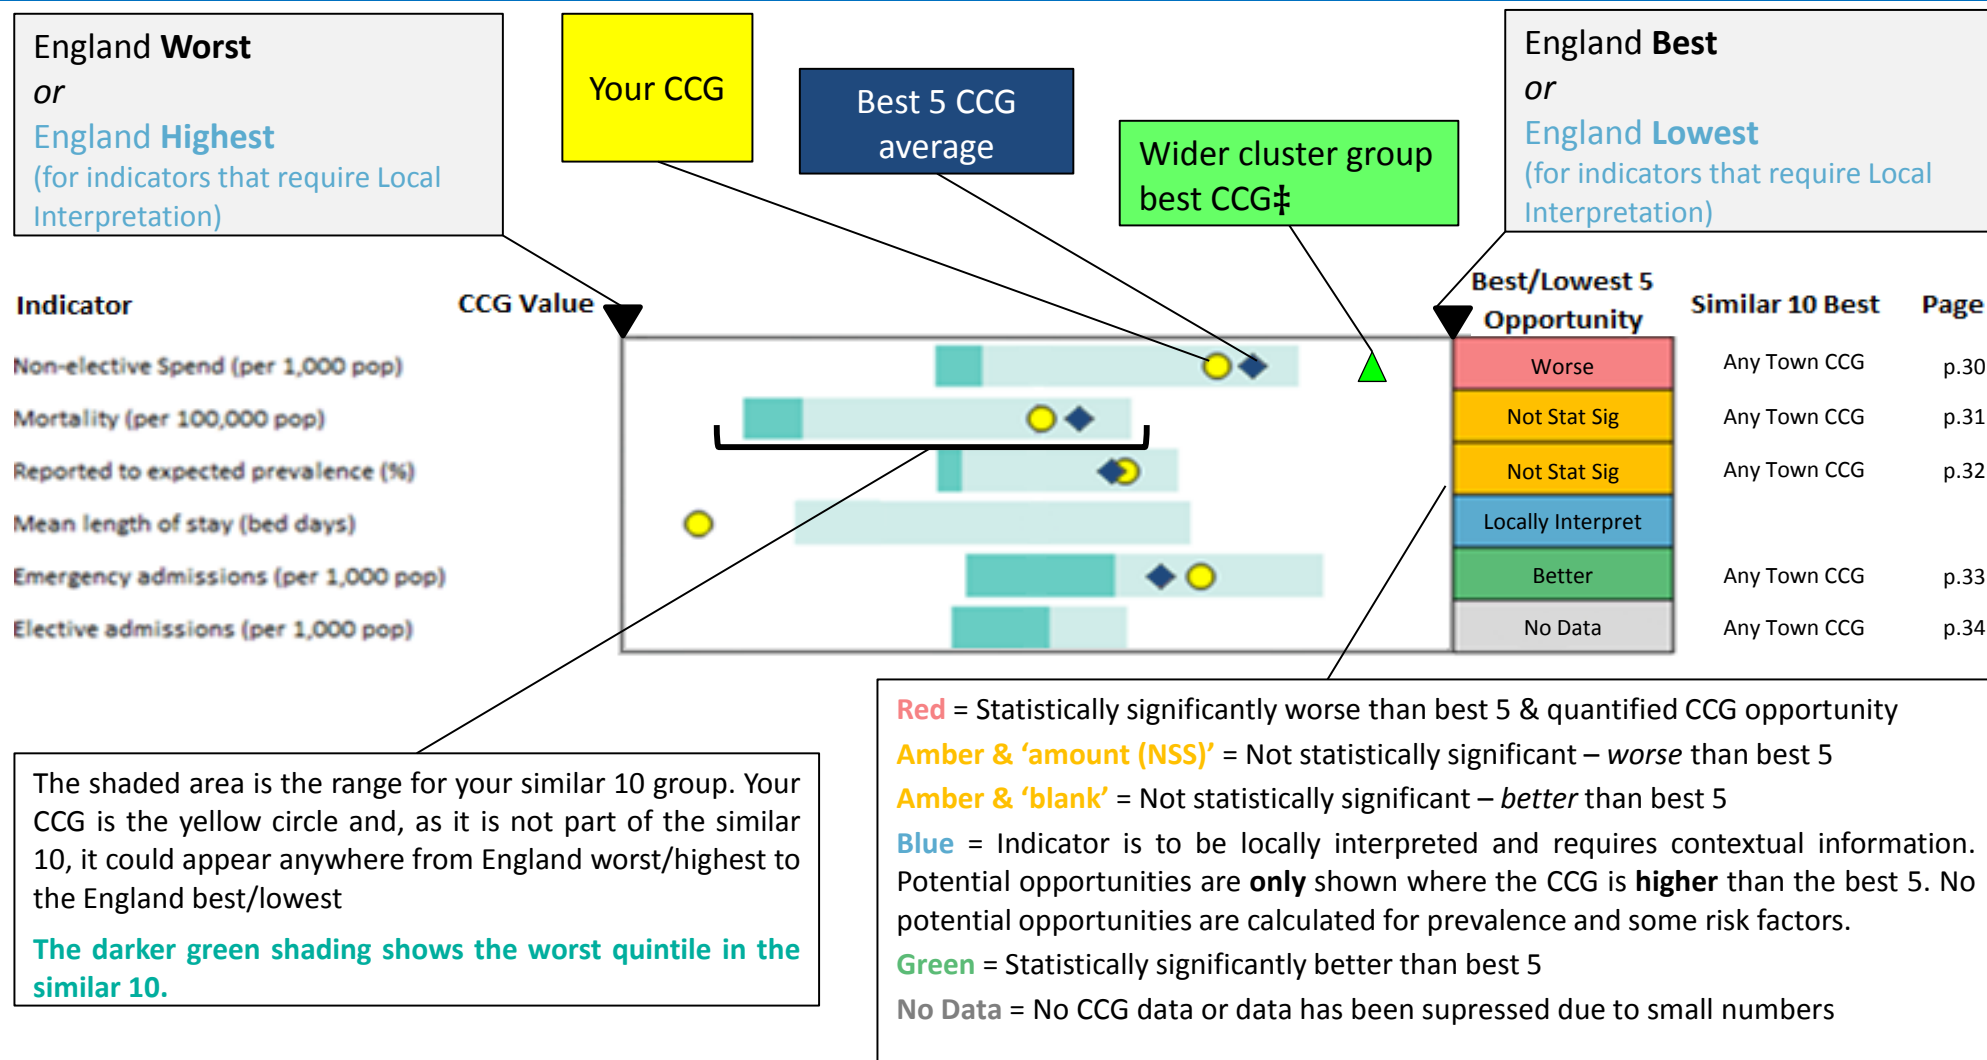 England Worst
or
England Highest
(for indicators that require Local
Interpretation)
Your CCG
Best 5 CCG
average
Wider cluster group
best CCG‡
England Best
or
England Lowest
(for indicators that require Local
Interpretation)
Indicator
CCG Value
Best/Lowest 5
Opportunity
Similar 10 Best
Page
Non-elective Spend (per 1,000 pop)
Worse
Any Town CCG
p.30
Mortality (per 100,000 pop)
Not Stat Sig
Any Town CCG
p.31
Reported to expected prevalence (%)
Not Stat Sig
Any Town CCG
p.32
Mean length of stay (bed days)
Locally Interpret
Emergency admissions (per 1,000 pop)
Better
Any Town CCG
p.33
Elective admissions (per 1,000 pop)
No Data
Any Town CCG
p.34
The shaded area is the range for your similar 10 group. Your
CCG is the yellow circle and, as it is not part of the similar
10, it could appear anywhere from England worst/highest to
the England best/lowest
The darker green shading shows the worst quintile in the
similar 10.
Red = Statistically significantly worse than best 5 & quantified CCG opportunity
Amber & ‘amount (NSS)’ = Not statistically significant – worse than best 5
Amber & ‘blank’ = Not statistically significant – better than best 5
Blue = Indicator is to be locally interpreted and requires contextual information.
Potential opportunities are only shown where the CCG is higher than the best 5. No
potential opportunities are calculated for prevalence and some risk factors.
Green = Statistically significantly better than best 5
No Data = No CCG data or data has been supressed due to small numbers